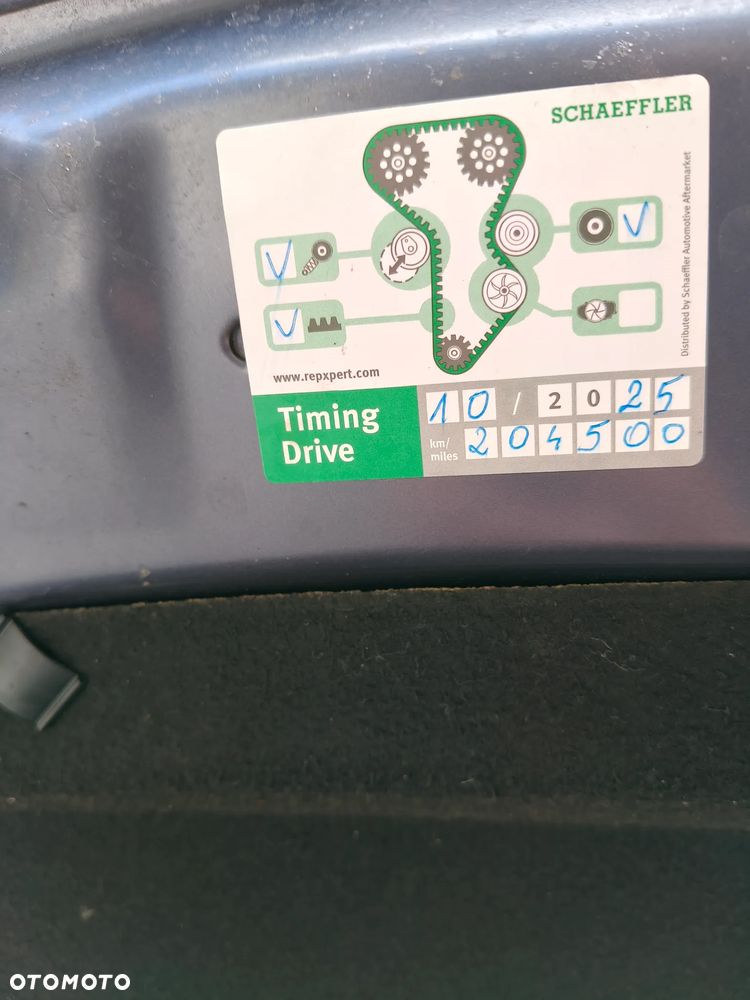 SCHAEFFLER
Distributed by Schaeffler Automotive Aftermarket
www.repxpert.com
Timing
Drive
10 / 2025
km/
miles
204500
OTOMOTO